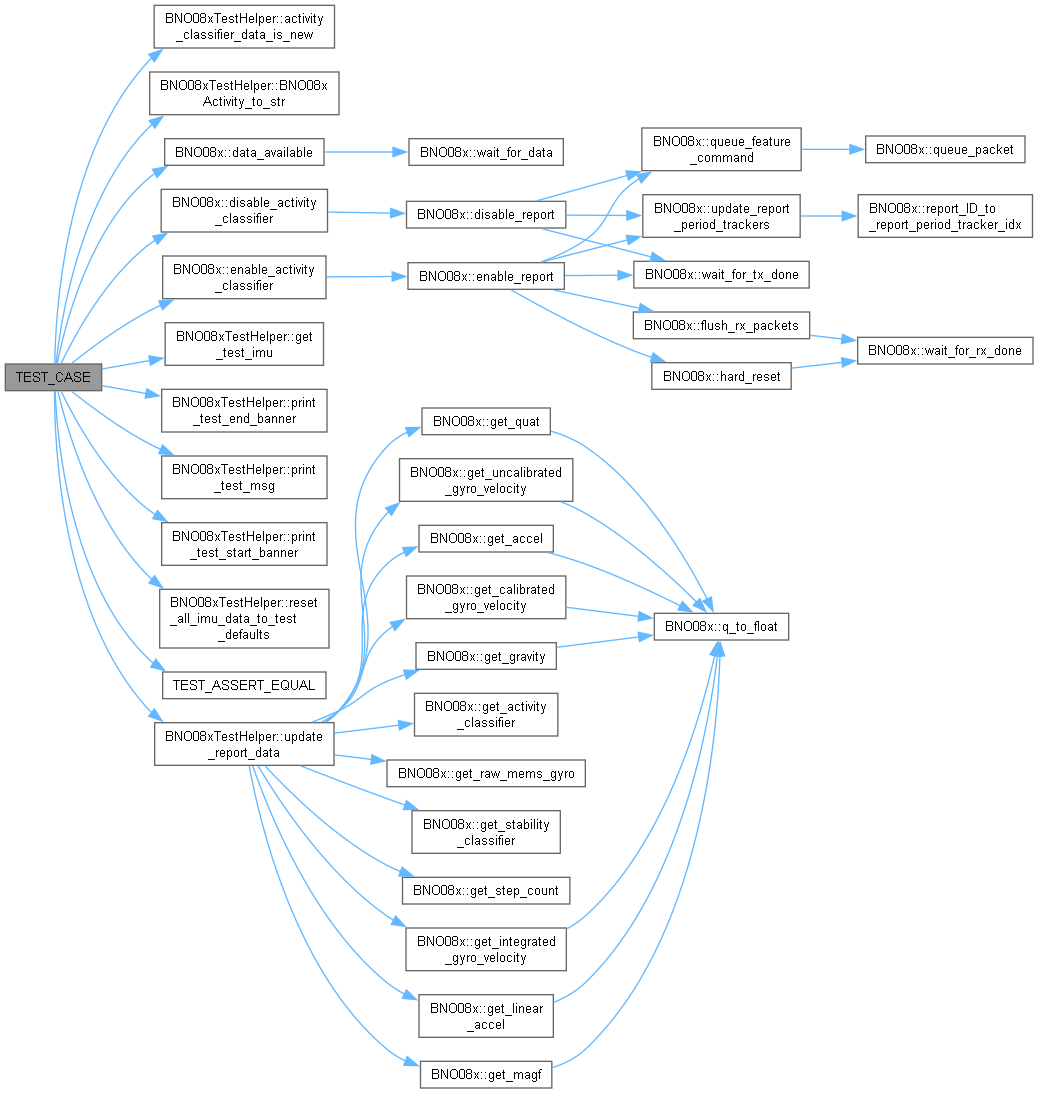 BNO08xTestHelper::activity
_classifier_data_is_new
BNO08xTestHelper::BNO08x
Activity_to_str
BNO08x::data_available
BNO08x::wait_for_data
BNO08x::queue_feature
_command
BNO08x::queue_packet
BNO08x::disable_activity
_classifier
BNO08x::disable_report
BNO08x::update_report
_period_trackers
BNO08x::report_ID_to
_report_period_tracker_idx
BNO08x::enable_activity
_classifier
BNO08x::enable_report
BNO08x::wait_for_tx_done
BNO08x::flush_rx_packets
BNO08x::wait_for_rx_done
BNO08x::hard_reset
BNO08xTestHelper::get
_test_imu
TEST_CASE
BNO08xTestHelper::print
_test_end_banner
BNO08xTestHelper::print
_test_msg
BNO08xTestHelper::print
_test_start_banner
BNO08xTestHelper::reset
_all_imu_data_to_test
_defaults
TEST_ASSERT_EQUAL
BNO08xTestHelper::update
_report_data
BNO08x::get_quat
BNO08x::get_uncalibrated
_gyro_velocity
BNO08x::get_accel
BNO08x::get_calibrated
_gyro_velocity
BNO08x::get_gravity
BNO08x::q_to_float
BNO08x::get_activity
_classifier
BNO08x::get_raw_mems_gyro
BNO08x::get_stability
_classifier
BNO08x::get_step_count
BNO08x::get_integrated
_gyro_velocity
BNO08x::get_linear
_accel
BNO08x::get_magf